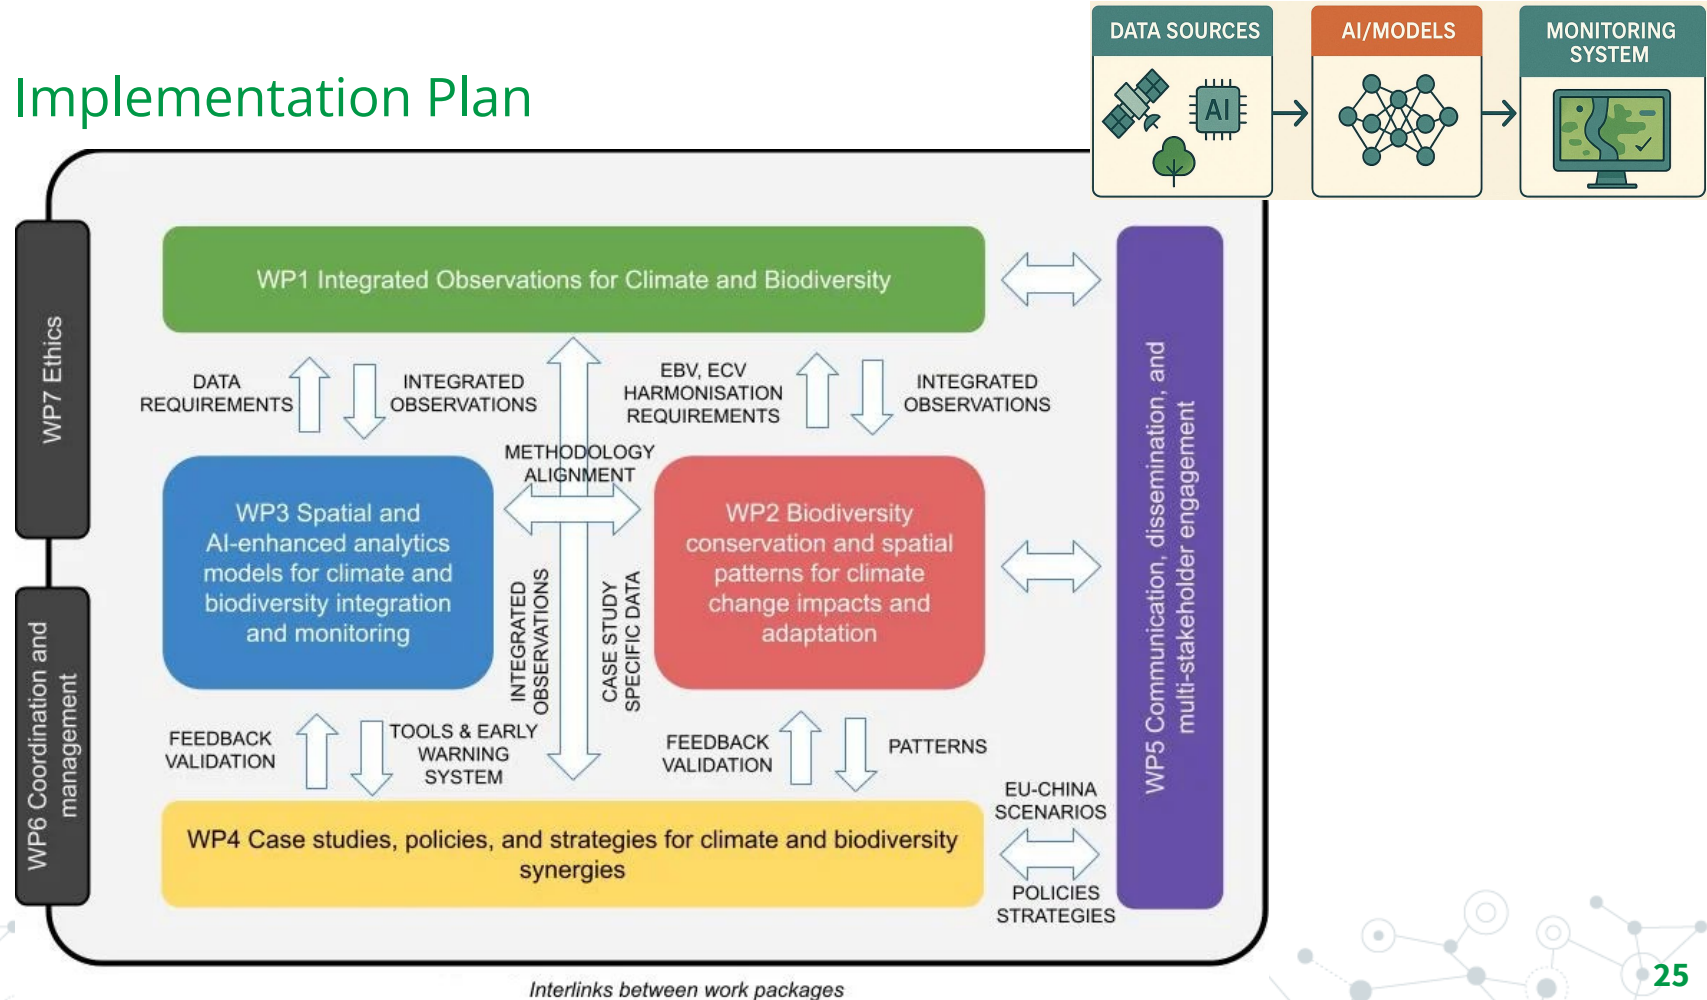 Implementation Plan
DATA SOURCES
AI
AI/MODELS
MONITORING
SYSTEM
WP7 Ethics
WP6 Coordination and
management
WP1 Integrated Observations for Climate and Biodiversity
DATA
REQUIREMENTS
INTEGRATED
OBSERVATIONS
EBV, ECV
HARMONISATION
REQUIREMENTS
INTEGRATED
OBSERVATIONS
METHODOLOGY
ALIGNMENT
WP3 Spatial and
AI-enhanced analytics
models for climate and
biodiversity integration
and monitoring
INTEGRATED
OBSERVATIONS
CASE STUDY
SPECIFIC DATA
WP2 Biodiversity
conservation and spatial
patterns for climate
change impacts and
adaptation
FEEDBACK
VALIDATION
TOOLS & EARLY
WARNING
SYSTEM
FEEDBACK
VALIDATION
PATTERNS
WP4 Case studies, policies, and strategies for climate and biodiversity
synergies
EU-CHINA
SCENARIOS
POLICIES
STRATEGIES
WP5 Communication, dissemination, and
multi-stakeholder engagement
Interlinks between work packages
25